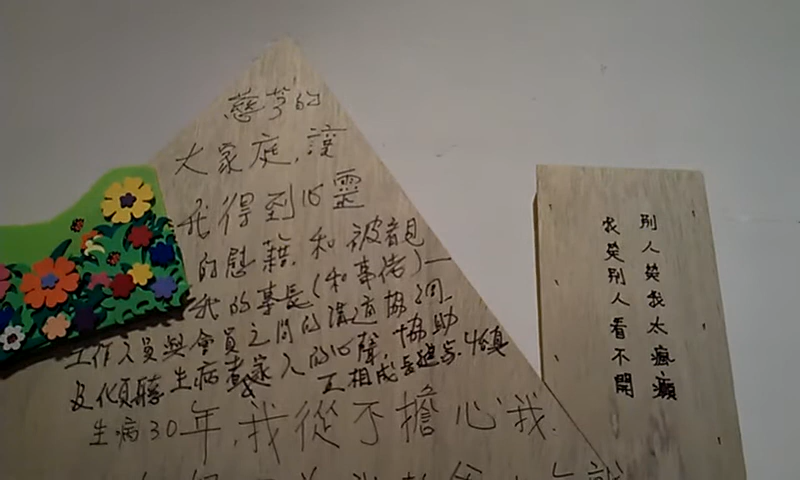 慈芳的
大家庭,讓
我得到心靈
的慰藉.和被看見
我的專長(和事佬)一
工作人員與會員之間的溝通協調
及傾聽生病家人的心聲,協助
互相成長進步.
生病30年,我從不擔心我.
別人笑我太瘋癲
我笑別人看不開